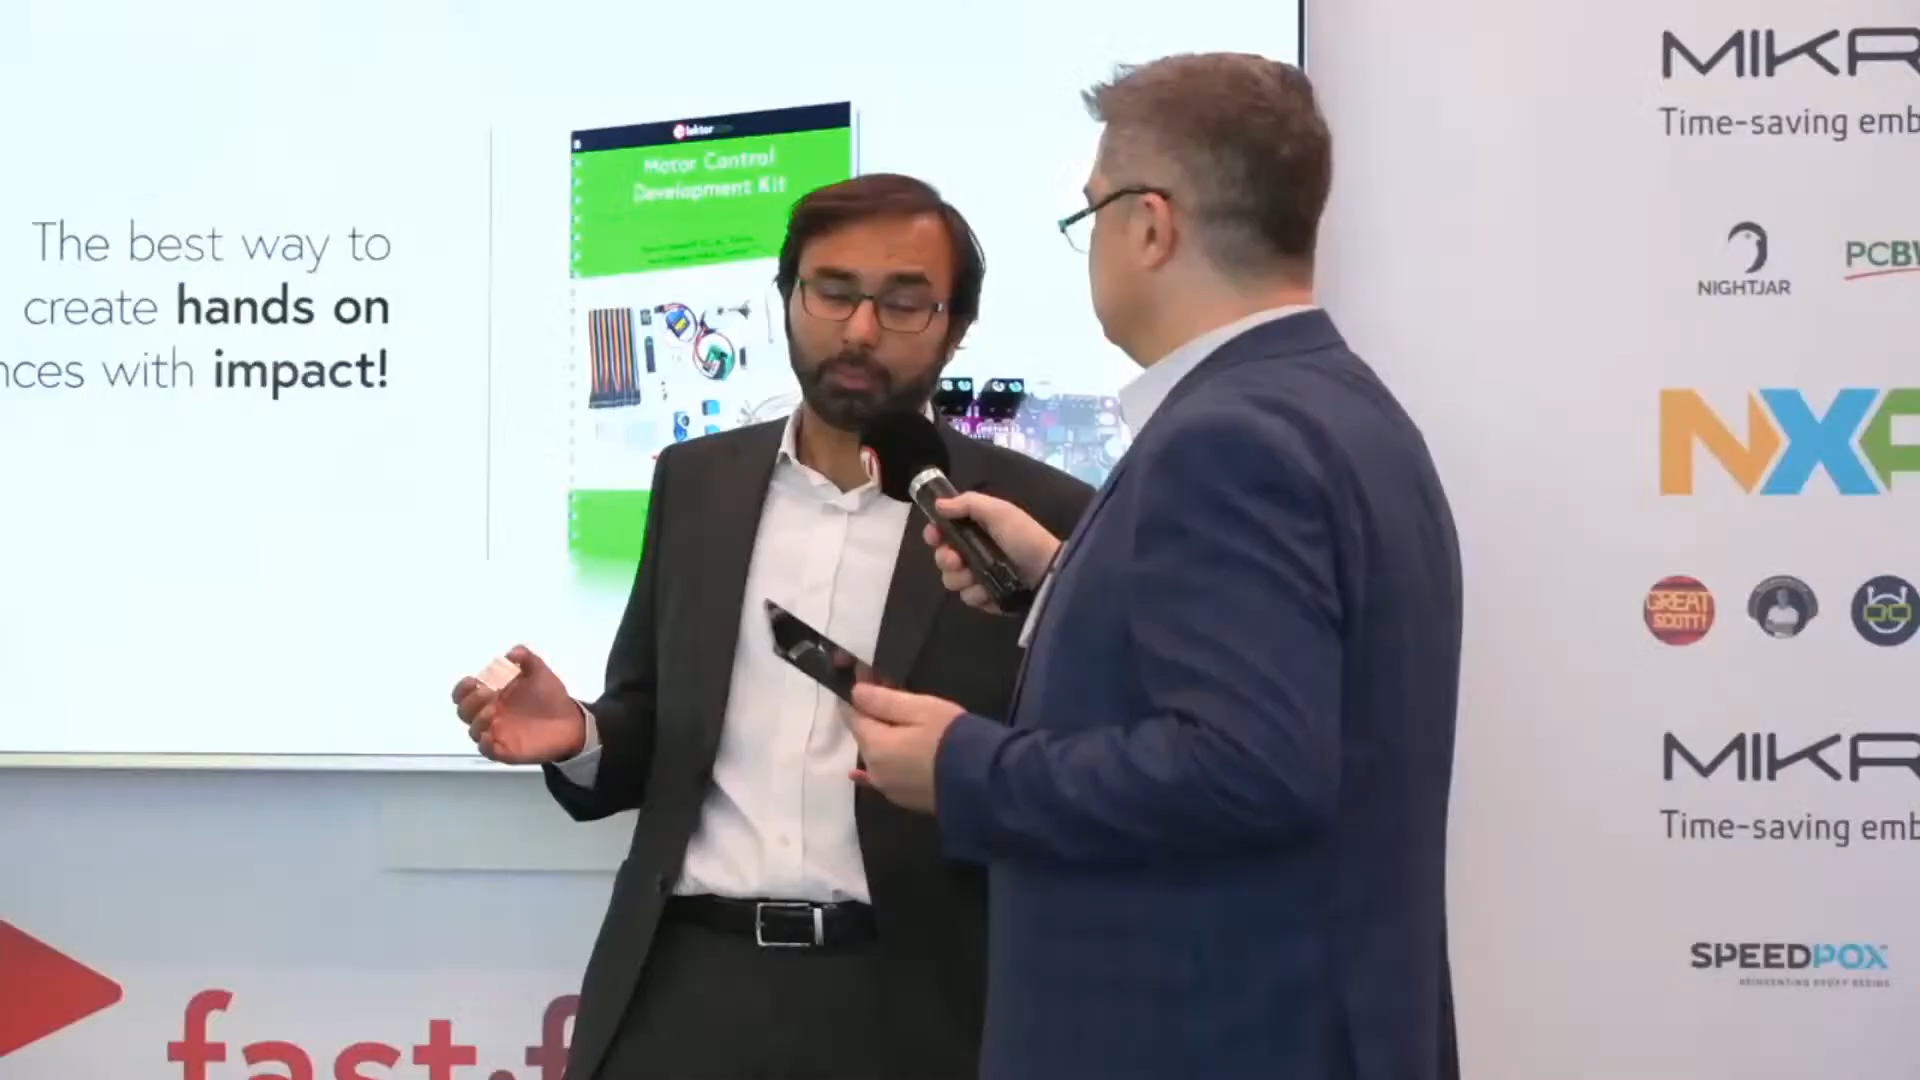 The best way to
create hands on
nces with impact!
elektor
Motor Control
Development Kit
fast.f
MIKR
Time-saving emb
NIGHTJAR
PCBW
NXP
GREAT
SCOTT!
MIKR
Time-saving emb
SPEEDPOX